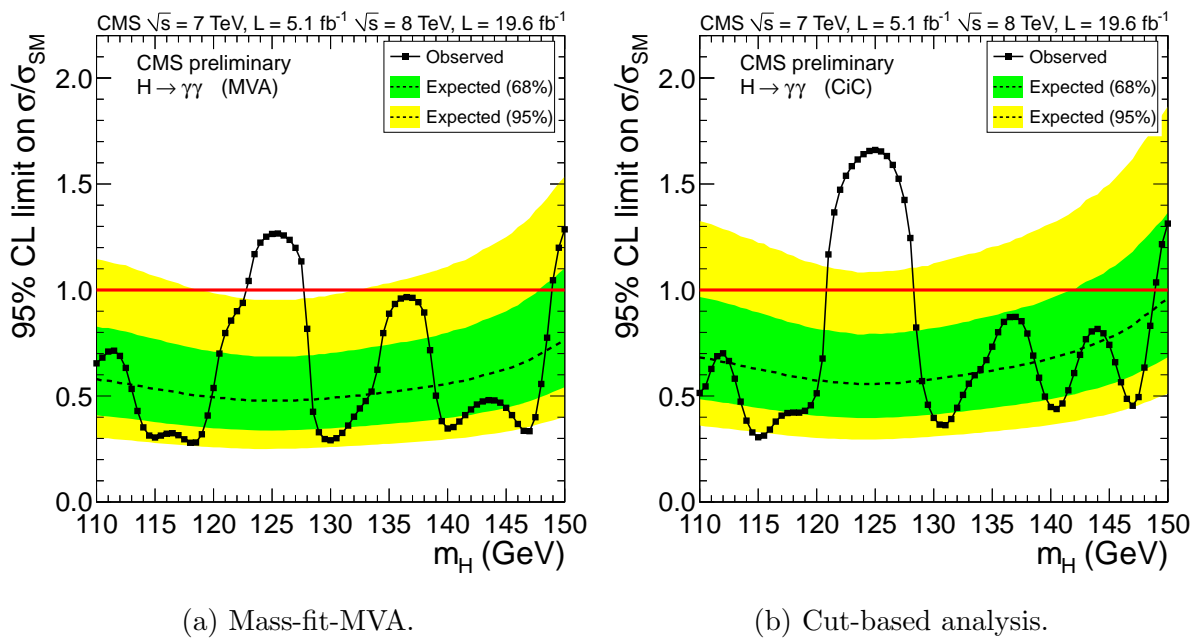 CMS √s = 7 TeV, L = 5.1 fb⁻¹ √s = 8 TeV, L = 19.6 fb⁻¹
CMS preliminary
H → γγ (MVA)
Observed
Expected (68%)
Expected (95%)
95% CL limit on σ/σSM
2.0
1.5
1.0
0.5
0.0
110 115 120 125 130 135 140 145 150
mH (GeV)
(a) Mass-fit-MVA.
CMS √s = 7 TeV, L = 5.1 fb⁻¹ √s = 8 TeV, L = 19.6 fb⁻¹
CMS preliminary
H → γγ (CiC)
Observed
Expected (68%)
Expected (95%)
95% CL limit on σ/σSM
2.0
1.5
1.0
0.5
0.0
110 115 120 125 130 135 140 145 150
mH (GeV)
(b) Cut-based analysis.